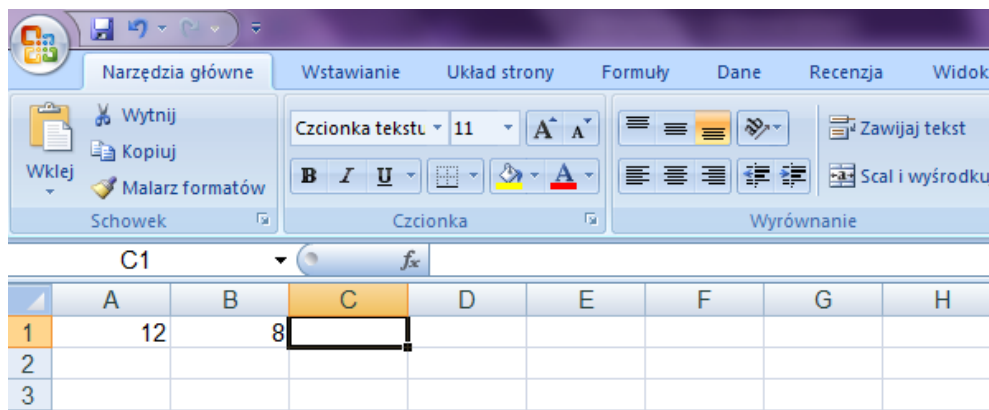 Narzędzia główne Wstawianie Układ strony Formuły Dane Recenzja Widok
Wklej
Wytnij
Kopiuj
Malarz formatów
Schowek
Czcionka tekstu 11 A A
B I U A
Czcionka
Zawijaj tekst
Scal i wyśrodku
Wyrównanie
C1 fx
A B C D E F G H
1 12 8
2
3